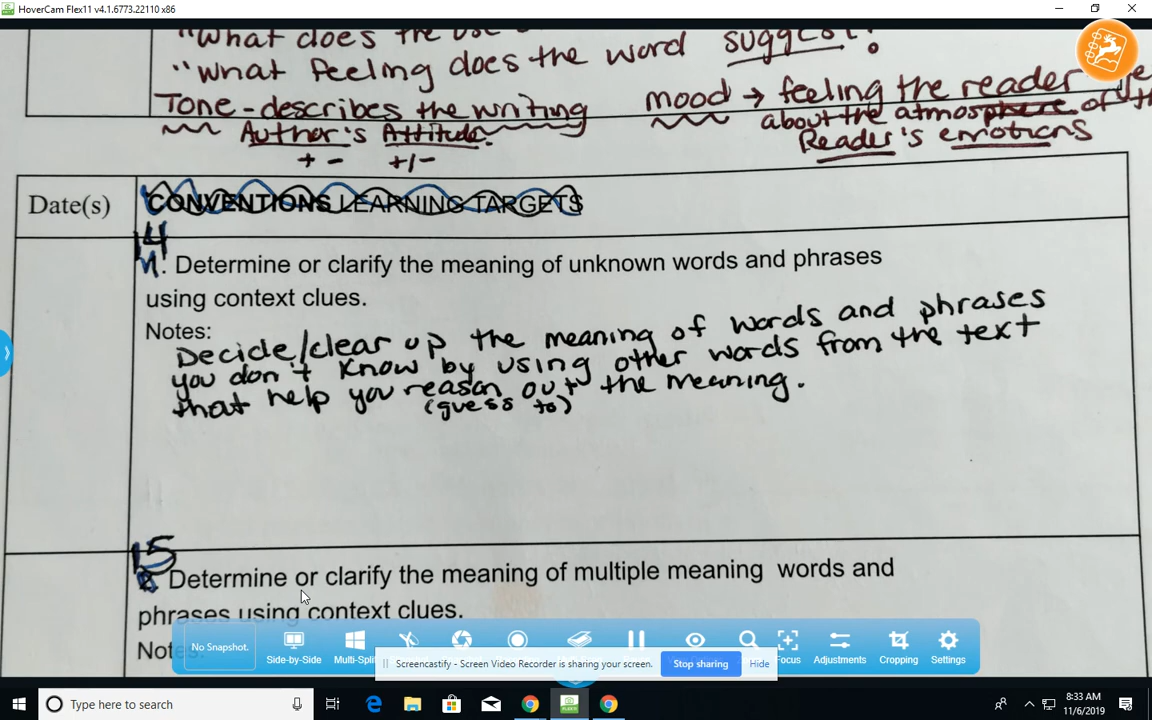 HoverCam Flex11 v4.1.6773.22110 x86
"What does the
"What feeling does the word suggest?
Tone - describes the writing mood → feeling the reader
about the atmosphere of
Author's Attitude. Reader's emotions
+ - +/-
Date(s) CONVENTIONS LEARNING TARGETS
14
Determine or clarify the meaning of unknown words and phrases
using context clues.
Notes:
Decide/clear up the meaning of words and phrases
you don't know by using other words from the text
that help you reason out the meaning.
(guess to)
15
Determine or clarify the meaning of multiple meaning words and
phrases using context clues.
No Snapshot. Side-by-Side Multi-Spli Focus Adjustments Cropping Settings
Screencastify - Screen Video Recorder is sharing your screen. Stop sharing Hide
Type here to search
8:33 AM
11/6/2019